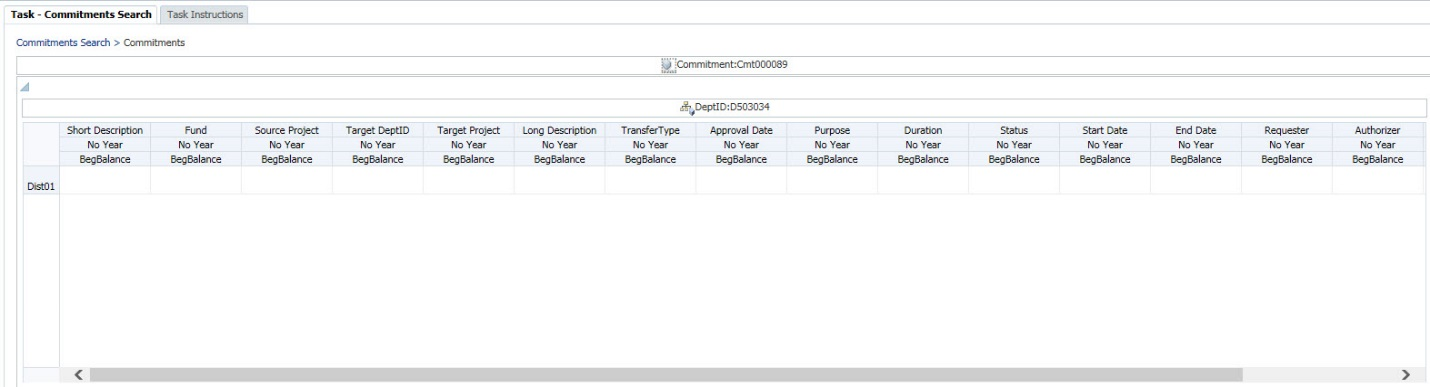 Task - Commitments Search Task Instructions
Commitments Search > Commitments
Commitment:Cmt000089
DeptID:D503034
Short Description Fund Source Project Target DeptID Target Project Long Description TransferType Approval Date Purpose Duration Status Start Date End Date Requester Authorizer
No Year No Year No Year No Year No Year No Year No Year No Year No Year No Year No Year No Year No Year No Year No Year
BegBalance BegBalance BegBalance BegBalance BegBalance BegBalance BegBalance BegBalance BegBalance BegBalance BegBalance BegBalance BegBalance BegBalance BegBalance
Dist01